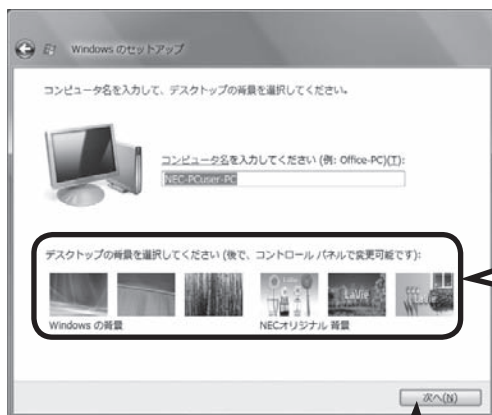 Windows のセットアップ
コンピュータ名を入力して、デスクトップの背景を選択してください。
コンピュータ名を入力してください (例: Office-PC)(T):
NEC-PCuser-PC
デスクトップの背景を選択してください (後で、コントロール パネルで変更可能です):
LaVie
Windows の背景
NECオリジナル 背景
次へ(N)